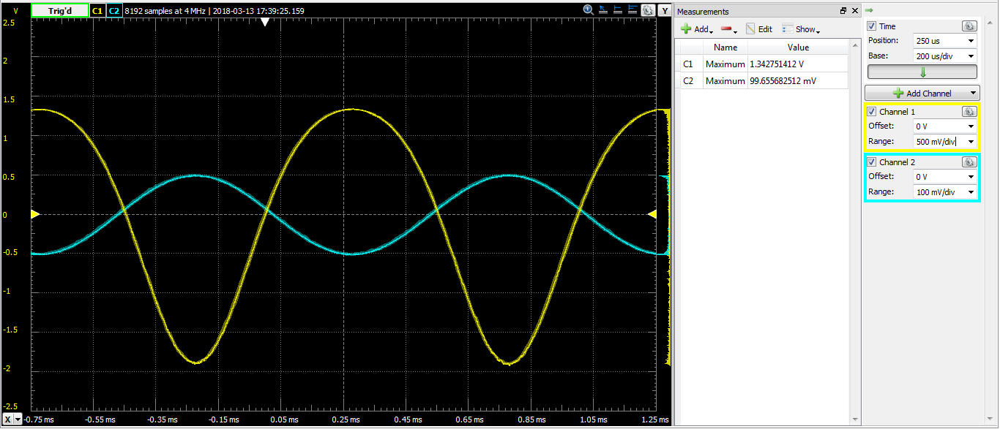 V Trig'd C1 C2 8192 samples at 4 MHz | 2018-03-13 17:39:25.159 Y
2.5
2
1.5
1
0.5
0
-0.5
-1
-1.5
-2
-2.5
X -0.75 ms -0.55 ms -0.35 ms -0.15 ms 0.05 ms 0.25 ms 0.45 ms 0.65 ms 0.85 ms 1.05 ms 1.25 ms
Measurements
Add Edit Show
Name Value
C1 Maximum 1.342751412 V
C2 Maximum 99.655682512 mV
Time
Position: 250 us
Base: 200 us/div
Add Channel
Channel 1
Offset: 0 V
Range: 500 mV/div
Channel 2
Offset: 0 V
Range: 100 mV/div